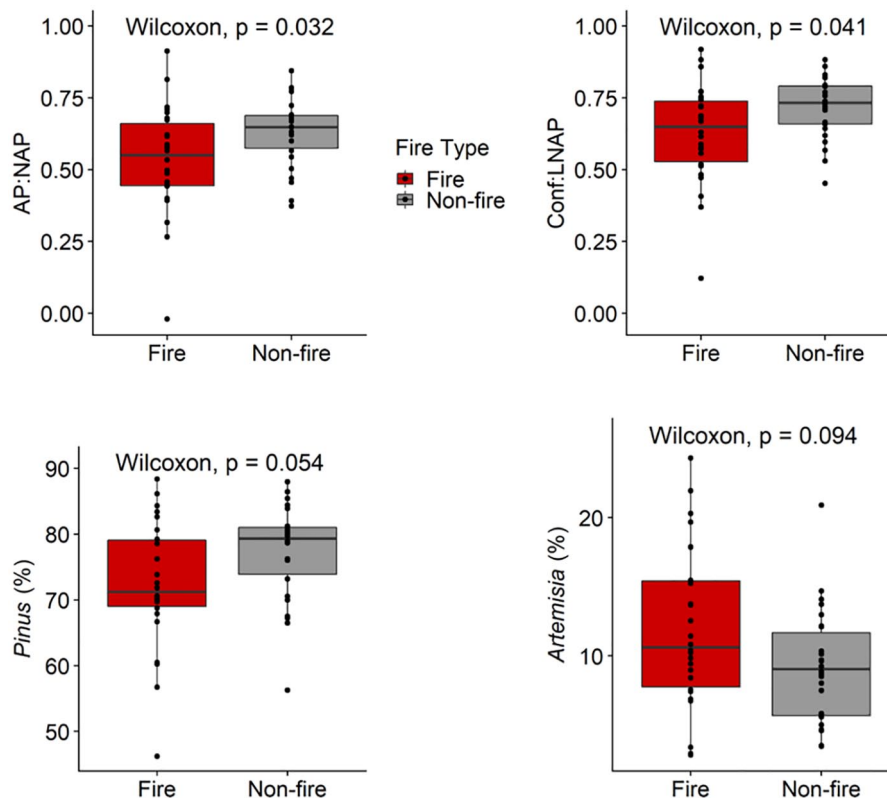 Wilcoxon, p = 0.032
AP:NAP
1.00
0.75
0.50
0.25
0.00
Fire Non-fire
Fire Type
Fire
Non-fire
Wilcoxon, p = 0.041
Conf:LNAP
1.00
0.75
0.50
0.25
0.00
Fire Non-fire
Wilcoxon, p = 0.054
Pinus (%)
90
80
70
60
50
Fire Non-fire
Wilcoxon, p = 0.094
Artemisia (%)
20
10
Fire Non-fire